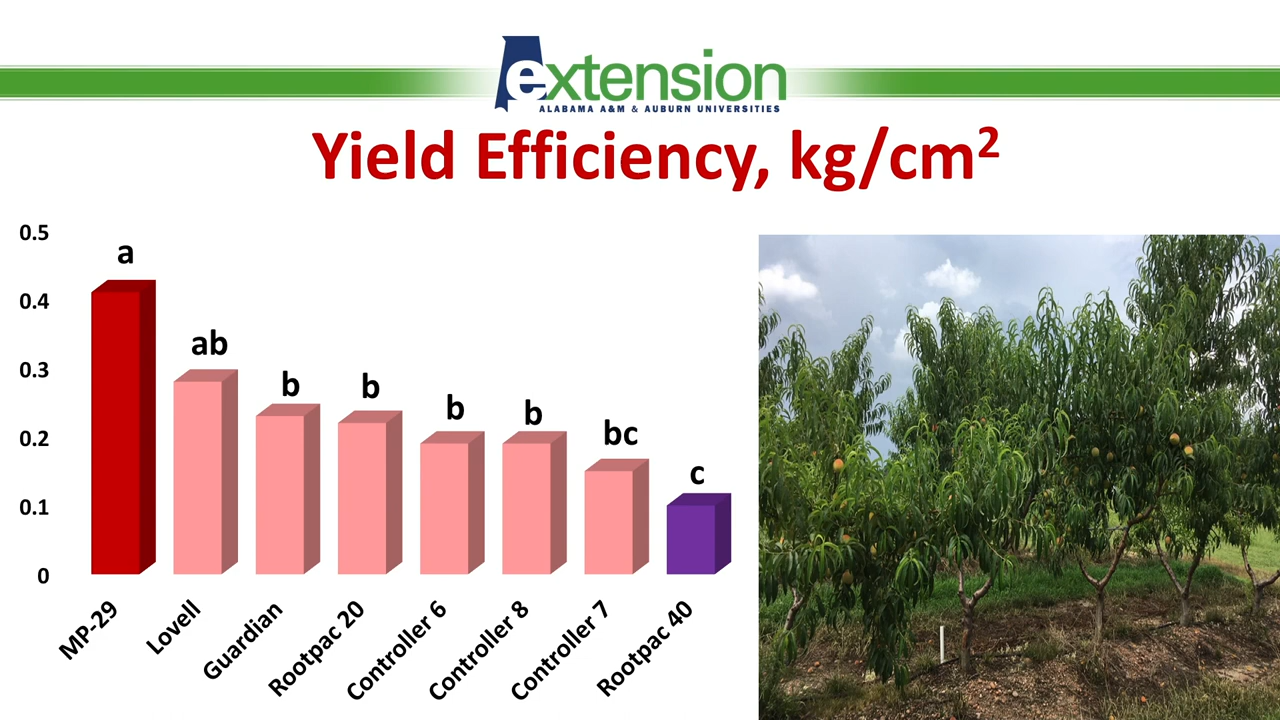 extension
ALABAMA A&M & AUBURN UNIVERSITIES
Yield Efficiency, kg/cm²
0.5
0.4
0.3
0.2
0.1
0
a
ab
b
b
b
b
bc
c
MP-29
Lovell
Guardian
Rootpac 20
Controller 6
Controller 8
Controller 7
Rootpac 40